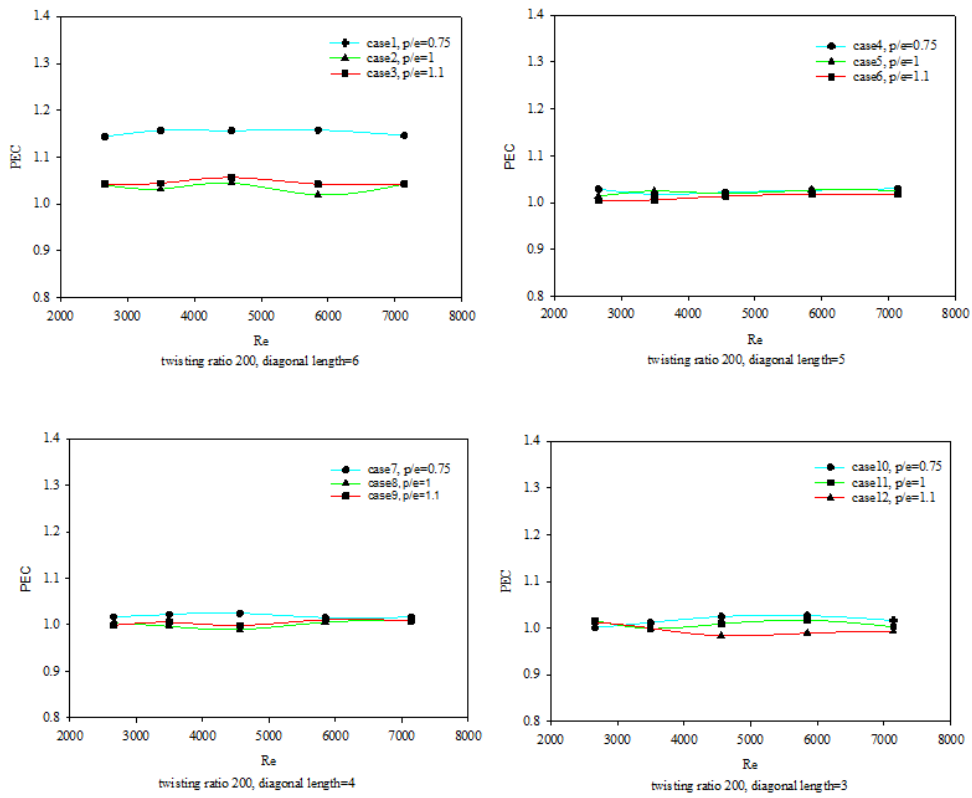 1.4
1.3
1.2
1.1
1.0
0.9
0.8
PEC
case1, p/e=0.75
case2, p/e=1
case3, p/e=1.1
2000 3000 4000 5000 6000 7000 8000
Re
twisting ratio 200, diagonal length=6
1.4
1.3
1.2
1.1
1.0
0.9
0.8
PEC
case4, p/e=0.75
case5, p/e=1
case6, p/e=1.1
2000 3000 4000 5000 6000 7000 8000
Re
twisting ratio 200, diagonal length=5
1.4
1.3
1.2
1.1
1.0
0.9
0.8
PEC
case7, p/e=0.75
case8, p/e=1
case9, p/e=1.1
2000 3000 4000 5000 6000 7000 8000
Re
twisting ratio 200, diagonal length=4
1.4
1.3
1.2
1.1
1.0
0.9
0.8
PEC
case10, p/e=0.75
case11, p/e=1
case12, p/e=1.1
2000 3000 4000 5000 6000 7000 8000
Re
twisting ratio 200, diagonal length=3